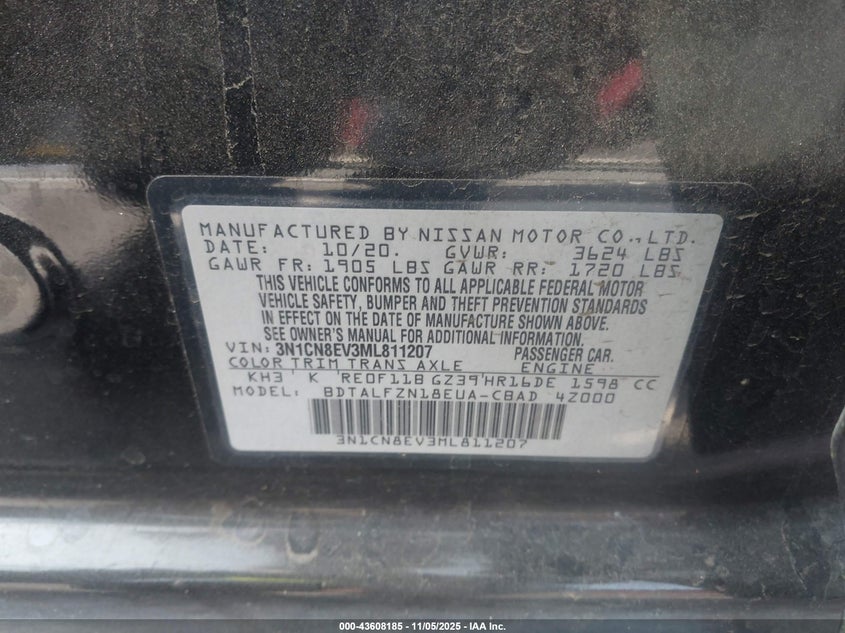 MANUFACTURED BY NISSAN MOTOR CO., LTD.
DATE: 10/20. GVWR: 3624 LBS
GAWR FR: 1905 LBS GAWR RR: 1720 LBS
THIS VEHICLE CONFORMS TO ALL APPLICABLE FEDERAL MOTOR
VEHICLE SAFETY, BUMPER AND THEFT PREVENTION STANDARDS
IN EFFECT ON THE DATE OF MANUFACTURE SHOWN ABOVE.
SEE OWNER'S MANUAL FOR ADDITIONAL INFORMATION.
VIN: 3N1CN8EV3ML811207 PASSENGER CAR.
COLOR TRIM TRANS AXLE ENGINE
KH3 K RE0F11B GZ39 HR16DE 1598 CC
MODEL: BDTALFZN18EUA-CBAD 4Z000
3N1CN8EV3ML811207
000-43608185 - 11/05/2025 - IAA Inc.